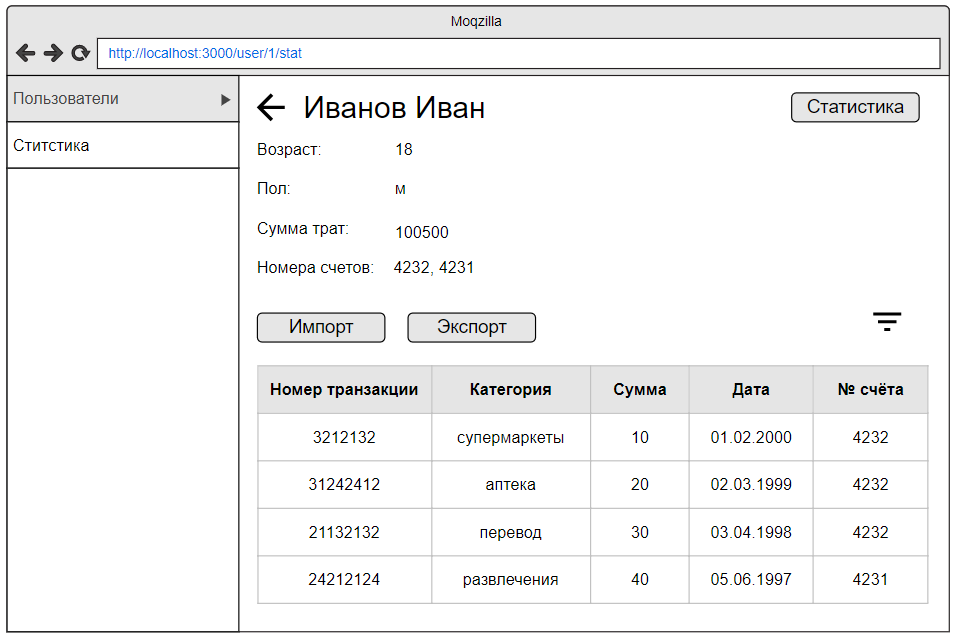 Moqzilla
http://localhost:3000/user/1/stat
Пользователи
Ститстика
Иванов Иван
Статистика
Возраст: 18
Пол: м
Сумма трат: 100500
Номера счетов: 4232, 4231
Импорт Экспорт
Номер транзакции Категория Сумма Дата № счёта
3212132 супермаркеты 10 01.02.2000 4232
31242412 аптека 20 02.03.1999 4232
21132132 перевод 30 03.04.1998 4232
24212124 развлечения 40 05.06.1997 4231